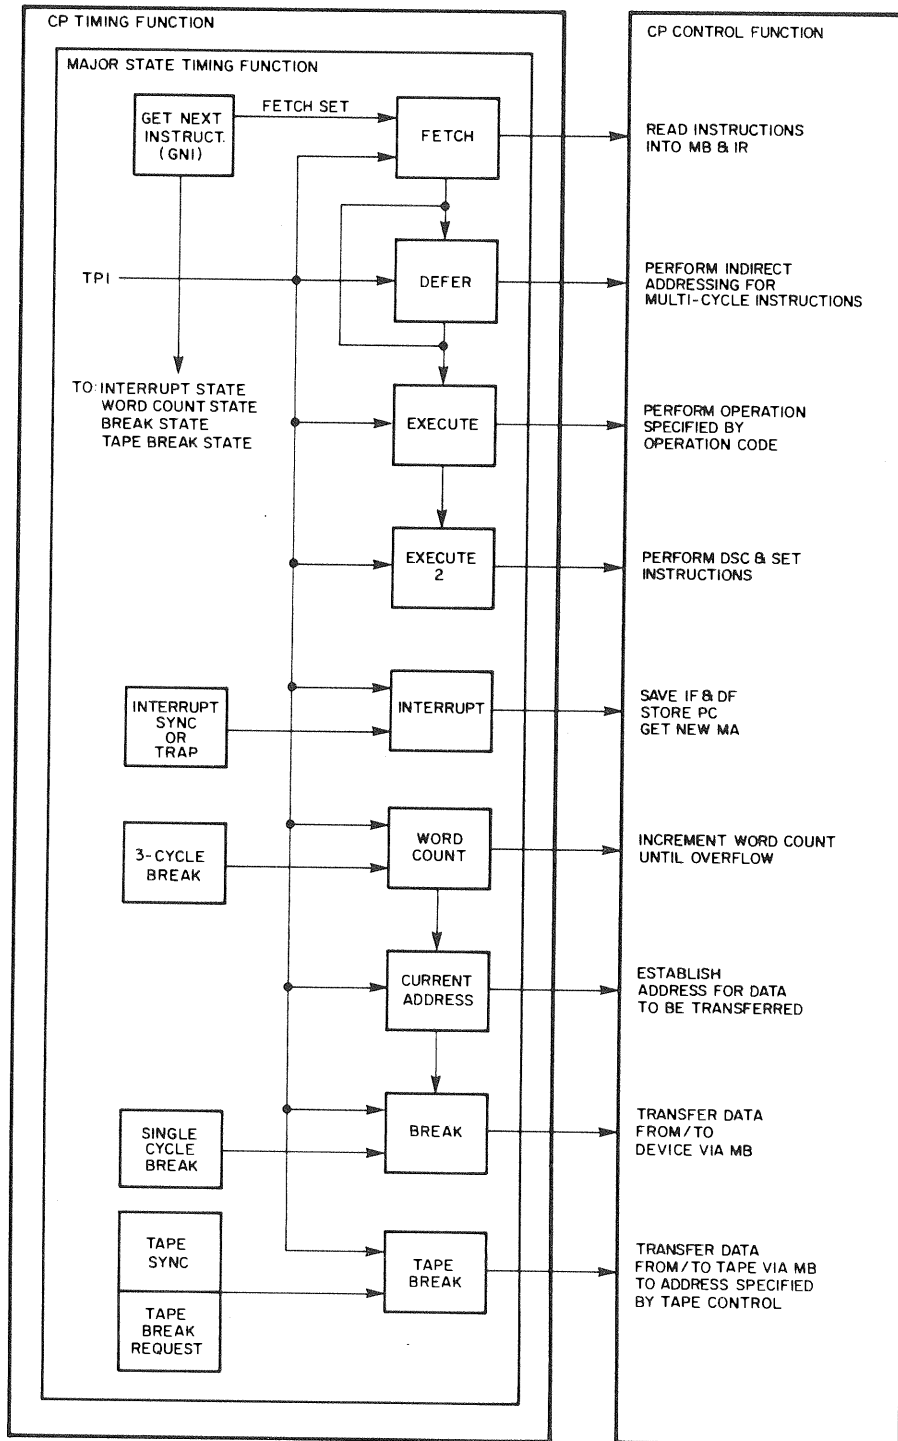 CP TIMING FUNCTION
MAJOR STATE TIMING FUNCTION
GET NEXT
INSTRUCT.
(GNI)
FETCH SET
FETCH
TPI
DEFER
TO: INTERRUPT STATE
WORD COUNT STATE
BREAK STATE
TAPE BREAK STATE
EXECUTE
EXECUTE
2
INTERRUPT
SYNC
OR
TRAP
INTERRUPT
3-CYCLE
BREAK
WORD
COUNT
CURRENT
ADDRESS
SINGLE
CYCLE
BREAK
BREAK
TAPE
SYNC
TAPE
BREAK
REQUEST
TAPE
BREAK
CP CONTROL FUNCTION
READ INSTRUCTIONS
INTO MB & IR
PERFORM INDIRECT
ADDRESSING FOR
MULTI-CYCLE INSTRUCTIONS
PERFORM OPERATION
SPECIFIED BY
OPERATION CODE
PERFORM DSC & SET
INSTRUCTIONS
SAVE IF & DF
STORE PC
GET NEW MA
INCREMENT WORD COUNT
UNTIL OVERFLOW
ESTABLISH
ADDRESS FOR DATA
TO BE TRANSFERRED
TRANSFER DATA
FROM/TO
DEVICE VIA MB
TRANSFER DATA
FROM/TO TAPE VIA MB
TO ADDRESS SPECIFIED
BY TAPE CONTROL